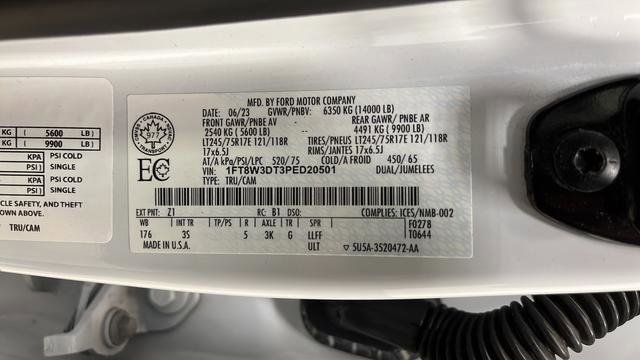 KG ( 5600 LB)
KG ( 9900 LB)
KPA PSI COLD
KPA PSI SINGLE
KPA PSI COLD
KPA PSI SINGLE
CLE SAFETY, AND THEFT
OWN ABOVE.
TRU/CAM
MFD. BY FORD MOTOR COMPANY
DATE: 06/23 GVWR/PNBV: 6350 KG (14000 LB)
FRONT GAWR/PNBE AV -- REAR GAWR/ PNBE AR
2540 KG ( 5600 LB) 4491 KG ( 9900 LB)
LT245/75R17E 121/118R TIRES/PNEUS LT245/75R17E 121/118R
17x6.5J RIMS/JANTES 17x6.5J
AT/A kPa/PSI/LPC 520/75 COLD/A FROID 450/65
VIN: 1FT8W3DT3PED20501 DUAL/JUMELEES
TYPE: TRU/CAM
CANADA
TRANSPORT
977
EC
EXT PNT: Z1 RC: B1 DSO: COMPLIES: ICES/NMB-002
WB INT TR R AXLE TR SPR F0278
176 3S 5 3K G LLFF T0644
MADE IN U.S.A. ULT ▽ 5U5A-3520472-AA